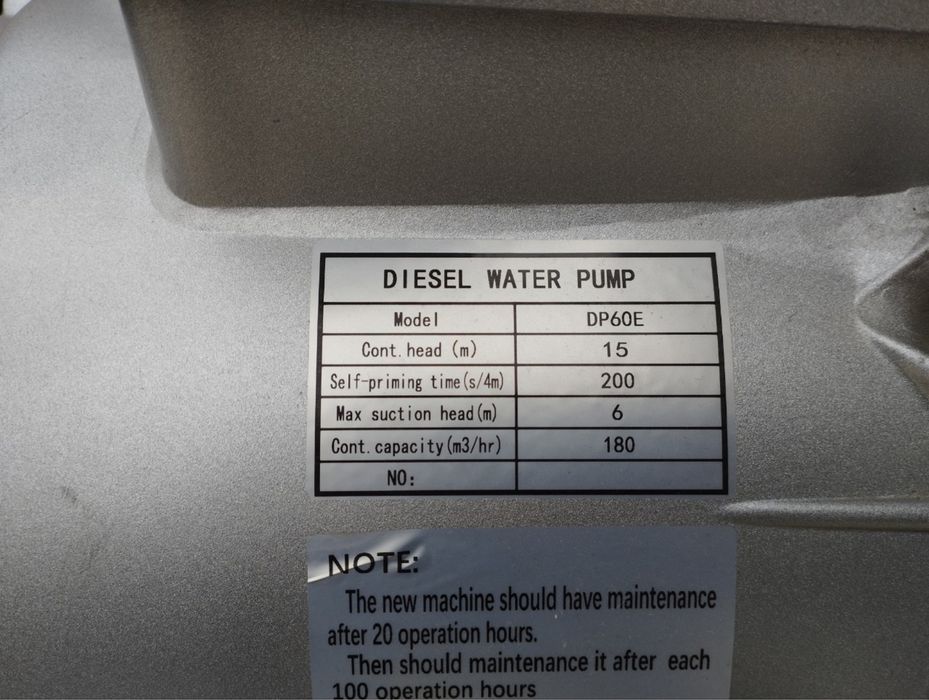 DIESEL WATER PUMP
Model DP60E
Cont. head (m) 15
Self-priming time(s/4m) 200
Max suction head(m) 6
Cont. capacity(m3/hr) 180
NO:
NOTE:
The new machine should have maintenance
after 20 operation hours.
Then should maintenance it after each
100 operation hours